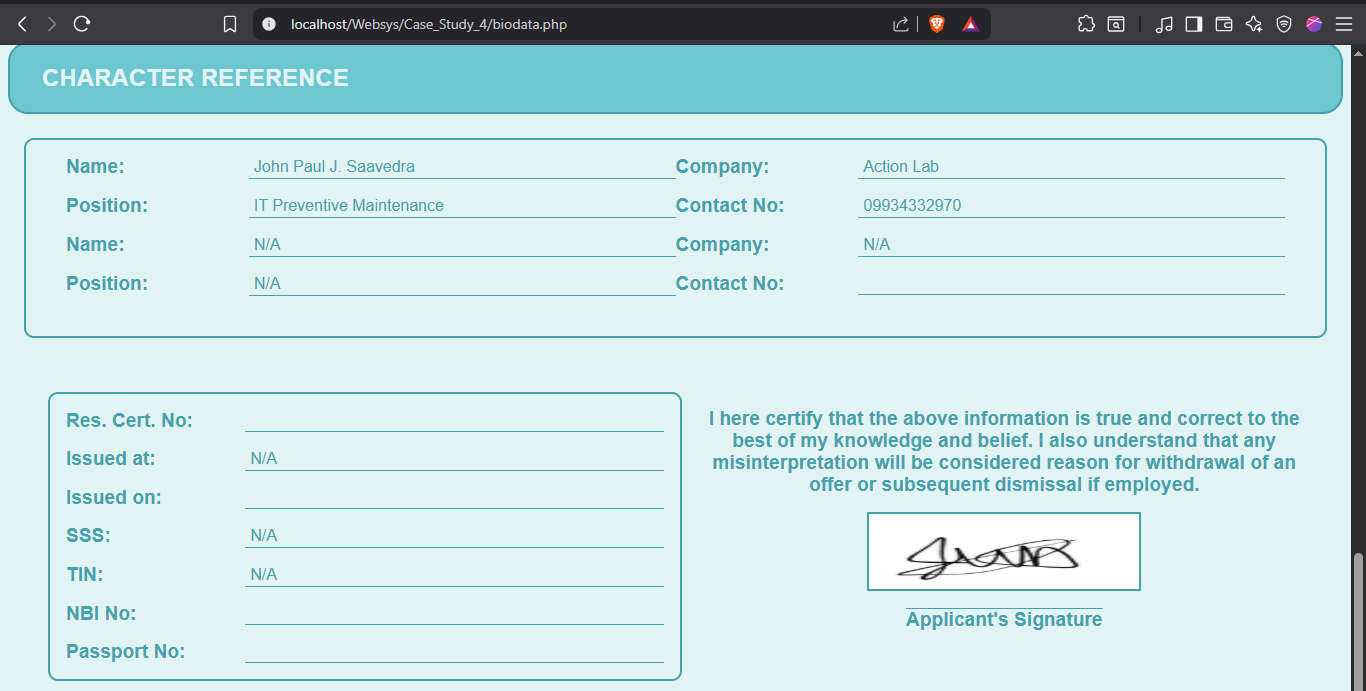 localhost/Websys/Case_Study_4/biodata.php
CHARACTER REFERENCE
Name: John Paul J. Saavedra Company: Action Lab
Position: IT Preventive Maintenance Contact No: 09934332970
Name: N/A Company: N/A
Position: N/A Contact No:
Res. Cert. No:
Issued at: N/A
Issued on:
SSS: N/A
TIN: N/A
NBI No:
Passport No:
I here certify that the above information is true and correct to the
best of my knowledge and belief. I also understand that any
misinterpretation will be considered reason for withdrawal of an
offer or subsequent dismissal if employed.
Applicant's Signature